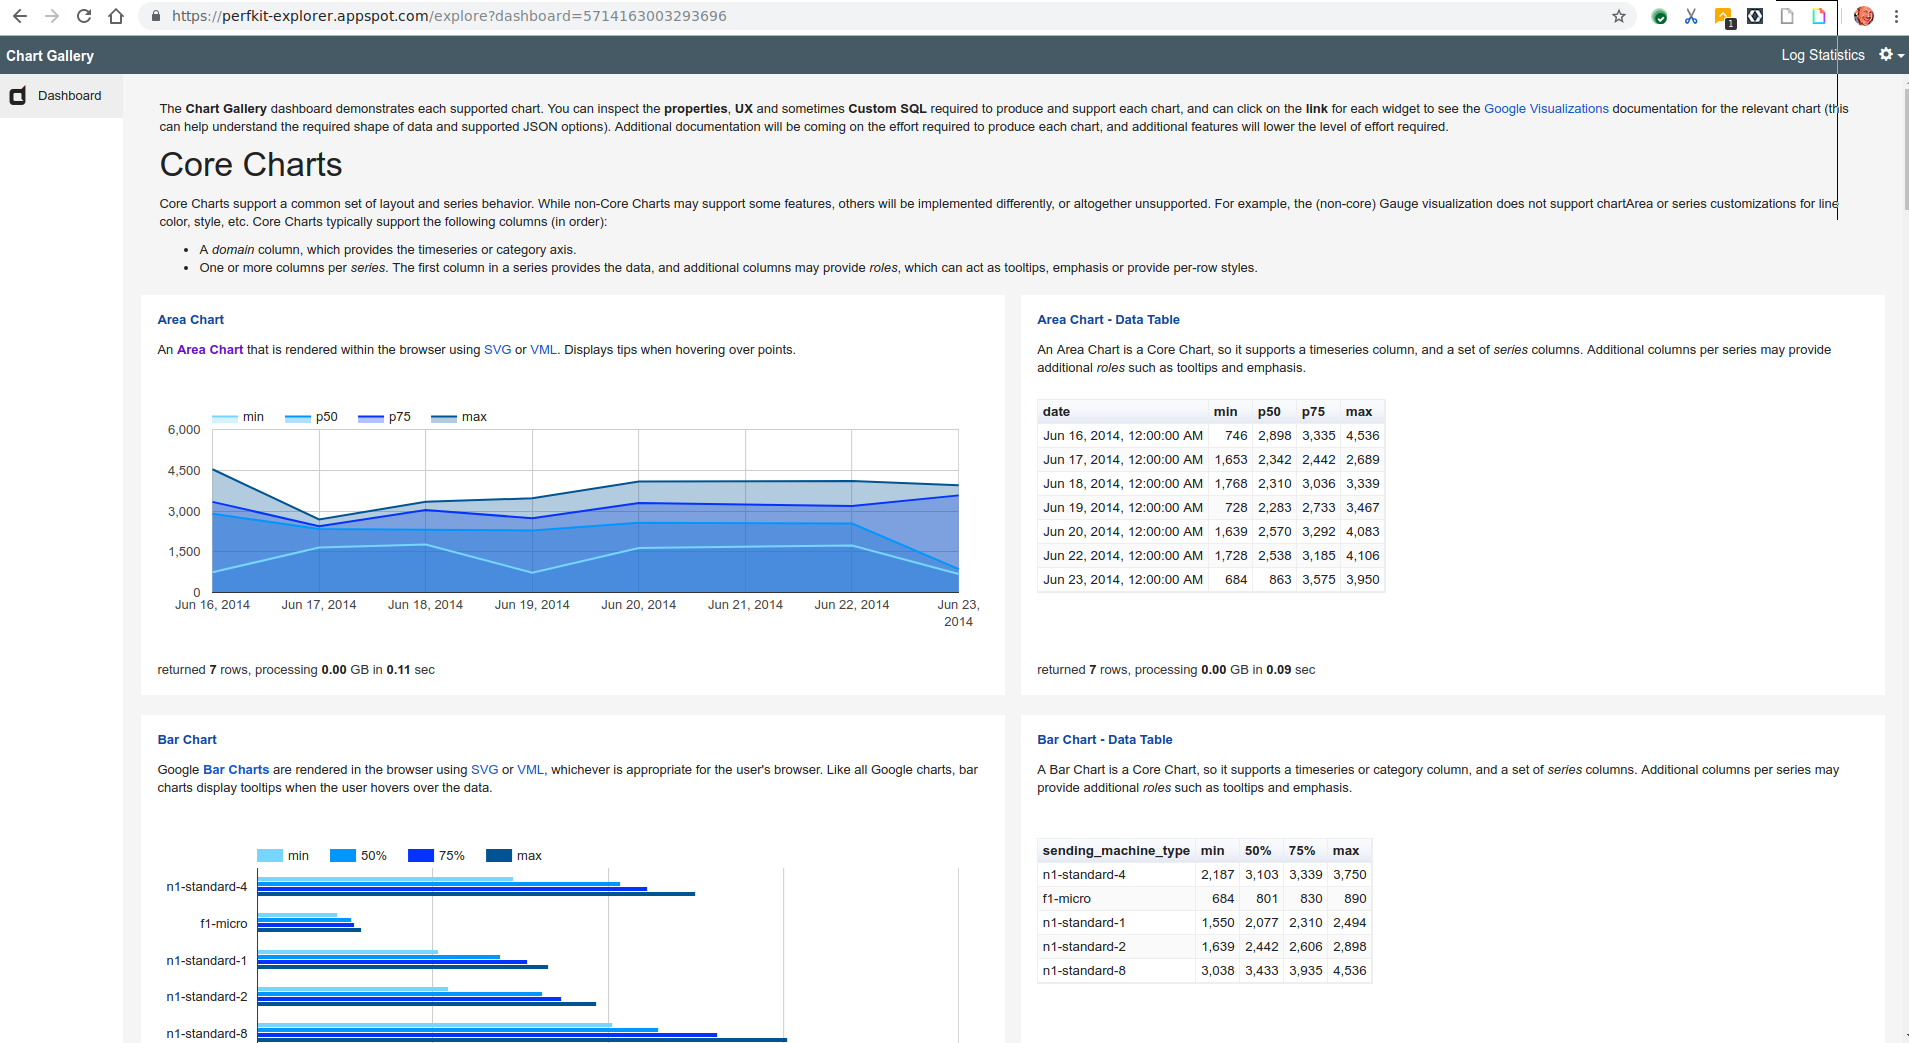 https://perfkit-explorer.appspot.com/explore?dashboard=5714163003293696
1
Chart Gallery
Log Statistics
Dashboard
The Chart Gallery dashboard demonstrates each supported chart. You can inspect the properties, UX and sometimes Custom SQL required to produce and support each chart, and can click on the link for each widget to see the Google Visualizations documentation for the relevant chart (this
can help understand the required shape of data and supported JSON options). Additional documentation will be coming on the effort required to produce each chart, and additional features will lower the level of effort required.
Core Charts
Core Charts support a common set of layout and series behavior. While non-Core Charts may support some features, others will be implemented differently, or altogether unsupported. For example, the (non-core) Gauge visualization does not support chartArea or series customizations for line
color, style, etc. Core Charts typically support the following columns (in order):
• A domain column, which provides the timeseries or category axis.
• One or more columns per series. The first column in a series provides the data, and additional columns may provide roles, which can act as tooltips, emphasis or provide per-row styles.
Area Chart
An Area Chart that is rendered within the browser using SVG or VML. Displays tips when hovering over points.
min p50 p75 max
6,000
4,500
3,000
1,500
0
Jun 16, 2014 Jun 17, 2014 Jun 18, 2014 Jun 19, 2014 Jun 20, 2014 Jun 21, 2014 Jun 22, 2014 Jun 23,
2014
returned 7 rows, processing 0.00 GB in 0.11 sec
Area Chart - Data Table
An Area Chart is a Core Chart, so it supports a timeseries column, and a set of series columns. Additional columns per series may provide
additional roles such as tooltips and emphasis.
date min p50 p75 max
Jun 16, 2014, 12:00:00 AM 746 2,898 3,335 4,536
Jun 17, 2014, 12:00:00 AM 1,653 2,342 2,442 2,689
Jun 18, 2014, 12:00:00 AM 1,768 2,310 3,036 3,339
Jun 19, 2014, 12:00:00 AM 728 2,283 2,733 3,467
Jun 20, 2014, 12:00:00 AM 1,639 2,570 3,292 4,083
Jun 22, 2014, 12:00:00 AM 1,728 2,538 3,185 4,106
Jun 23, 2014, 12:00:00 AM 684 863 3,575 3,950
returned 7 rows, processing 0.00 GB in 0.09 sec
Bar Chart
Google Bar Charts are rendered in the browser using SVG or VML, whichever is appropriate for the user's browser. Like all Google charts, bar
charts display tooltips when the user hovers over the data.
min 50% 75% max
n1-standard-4
f1-micro
n1-standard-1
n1-standard-2
n1-standard-8
Bar Chart - Data Table
A Bar Chart is a Core Chart, so it supports a timeseries or category column, and a set of series columns. Additional columns per series may
provide additional roles such as tooltips and emphasis.
sending_machine_type min 50% 75% max
n1-standard-4 2,187 3,103 3,339 3,750
f1-micro 684 801 830 890
n1-standard-1 1,550 2,077 2,310 2,494
n1-standard-2 1,639 2,442 2,606 2,898
n1-standard-8 3,038 3,433 3,935 4,536